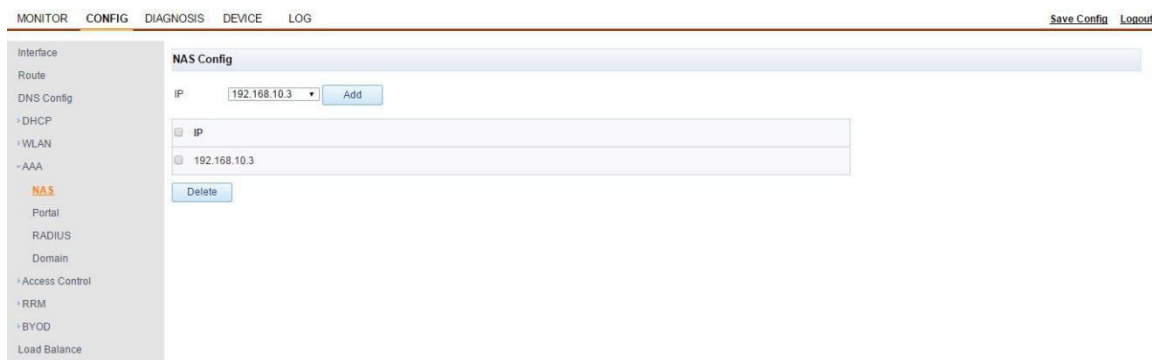 MONITOR CONFIG DIAGNOSIS DEVICE LOG Save Config Logout
Interface
Route
DNS Config
DHCP
WLAN
AAA
NAS
Portal
RADIUS
Domain
Access Control
RRM
BYOD
Load Balance
NAS Config
IP 192.168.10.3 Add
IP
192.168.10.3
Delete